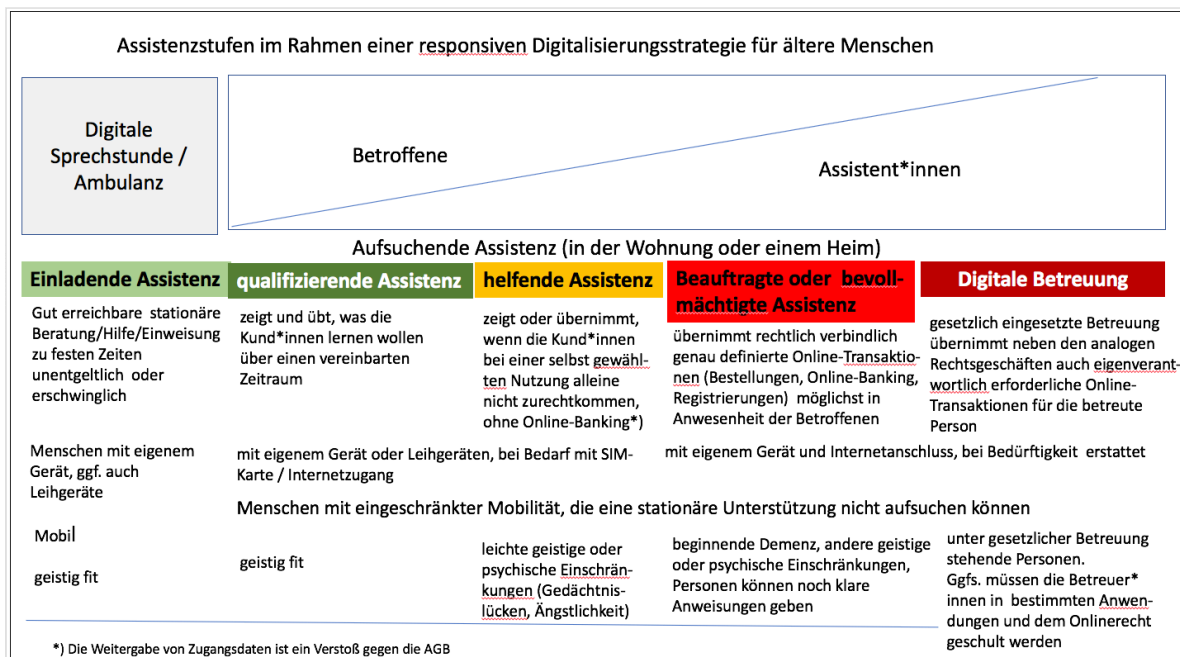 Assistenzstufen im Rahmen einer responsiven Digitalisierungsstrategie für ältere Menschen
Digitale
Sprechstunde /
Ambulanz
Betroffene
Assistent*innen
Aufsuchende Assistenz (in der Wohnung oder einem Heim)
Einladende Assistenz
Gut erreichbare stationäre
Beratung/Hilfe/Einweisung
zu festen Zeiten
unentgeltlich oder
erschwinglich
qualifizierende Assistenz
zeigt und übt, was die
Kund*innen lernen wollen
über einen vereinbarten
Zeitraum
helfende Assistenz
zeigt oder übernimmt,
wenn die Kund*innen
bei einer selbst gewähl-
ten Nutzung alleine
nicht zurechtkommen,
ohne Online-Banking*)
Beauftragte oder bevoll-
mächtigte Assistenz
übernimmt rechtlich verbindlich
genau definierte Online-Transaktio-
nen (Bestellungen, Online-Banking,
Registrierungen) möglichst in
Anwesenheit der Betroffenen
Digitale Betreuung
gesetzlich eingesetzte Betreuung
übernimmt neben den analogen
Rechtsgeschäften auch eigenverant-
wortlich erforderliche Online-
Transaktionen für die betreute
Person
Menschen mit eigenem
Gerät, ggf. auch
Leihgeräte
mit eigenem Gerät oder Leihgeräten, bei Bedarf mit SIM-
Karte / Internetzugang
mit eigenem Gerät und Internetanschluss, bei Bedürftigkeit erstattet
Menschen mit eingeschränkter Mobilität, die eine stationäre Unterstützung nicht aufsuchen können
Mobil
geistig fit
geistig fit
leichte geistige oder
psychische Einschrän-
kungen (Gedächtnis-
lücken, Ängstlichkeit)
beginnende Demenz, andere geistige
oder psychische Einschränkungen,
Personen können noch klare
Anweisungen geben
unter gesetzlicher Betreuung
stehende Personen.
Ggfs. müssen die Betreuer*
innen in bestimmten Anwen-
dungen und dem Onlinerecht
geschult werden
*) Die Weitergabe von Zugangsdaten ist ein Verstoß gegen die AGB